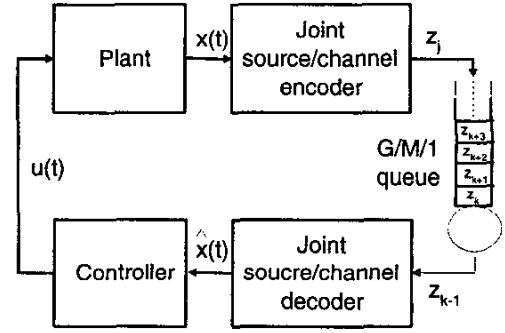 Plant
x(t)
Joint
source/channel
encoder
z_j
G/M/1
queue
z_{k+3}
z_{k+2}
z_{k+1}
z_k
u(t)
Controller
x̂(t)
Joint
soucre/channel
decoder
z_{k-1}